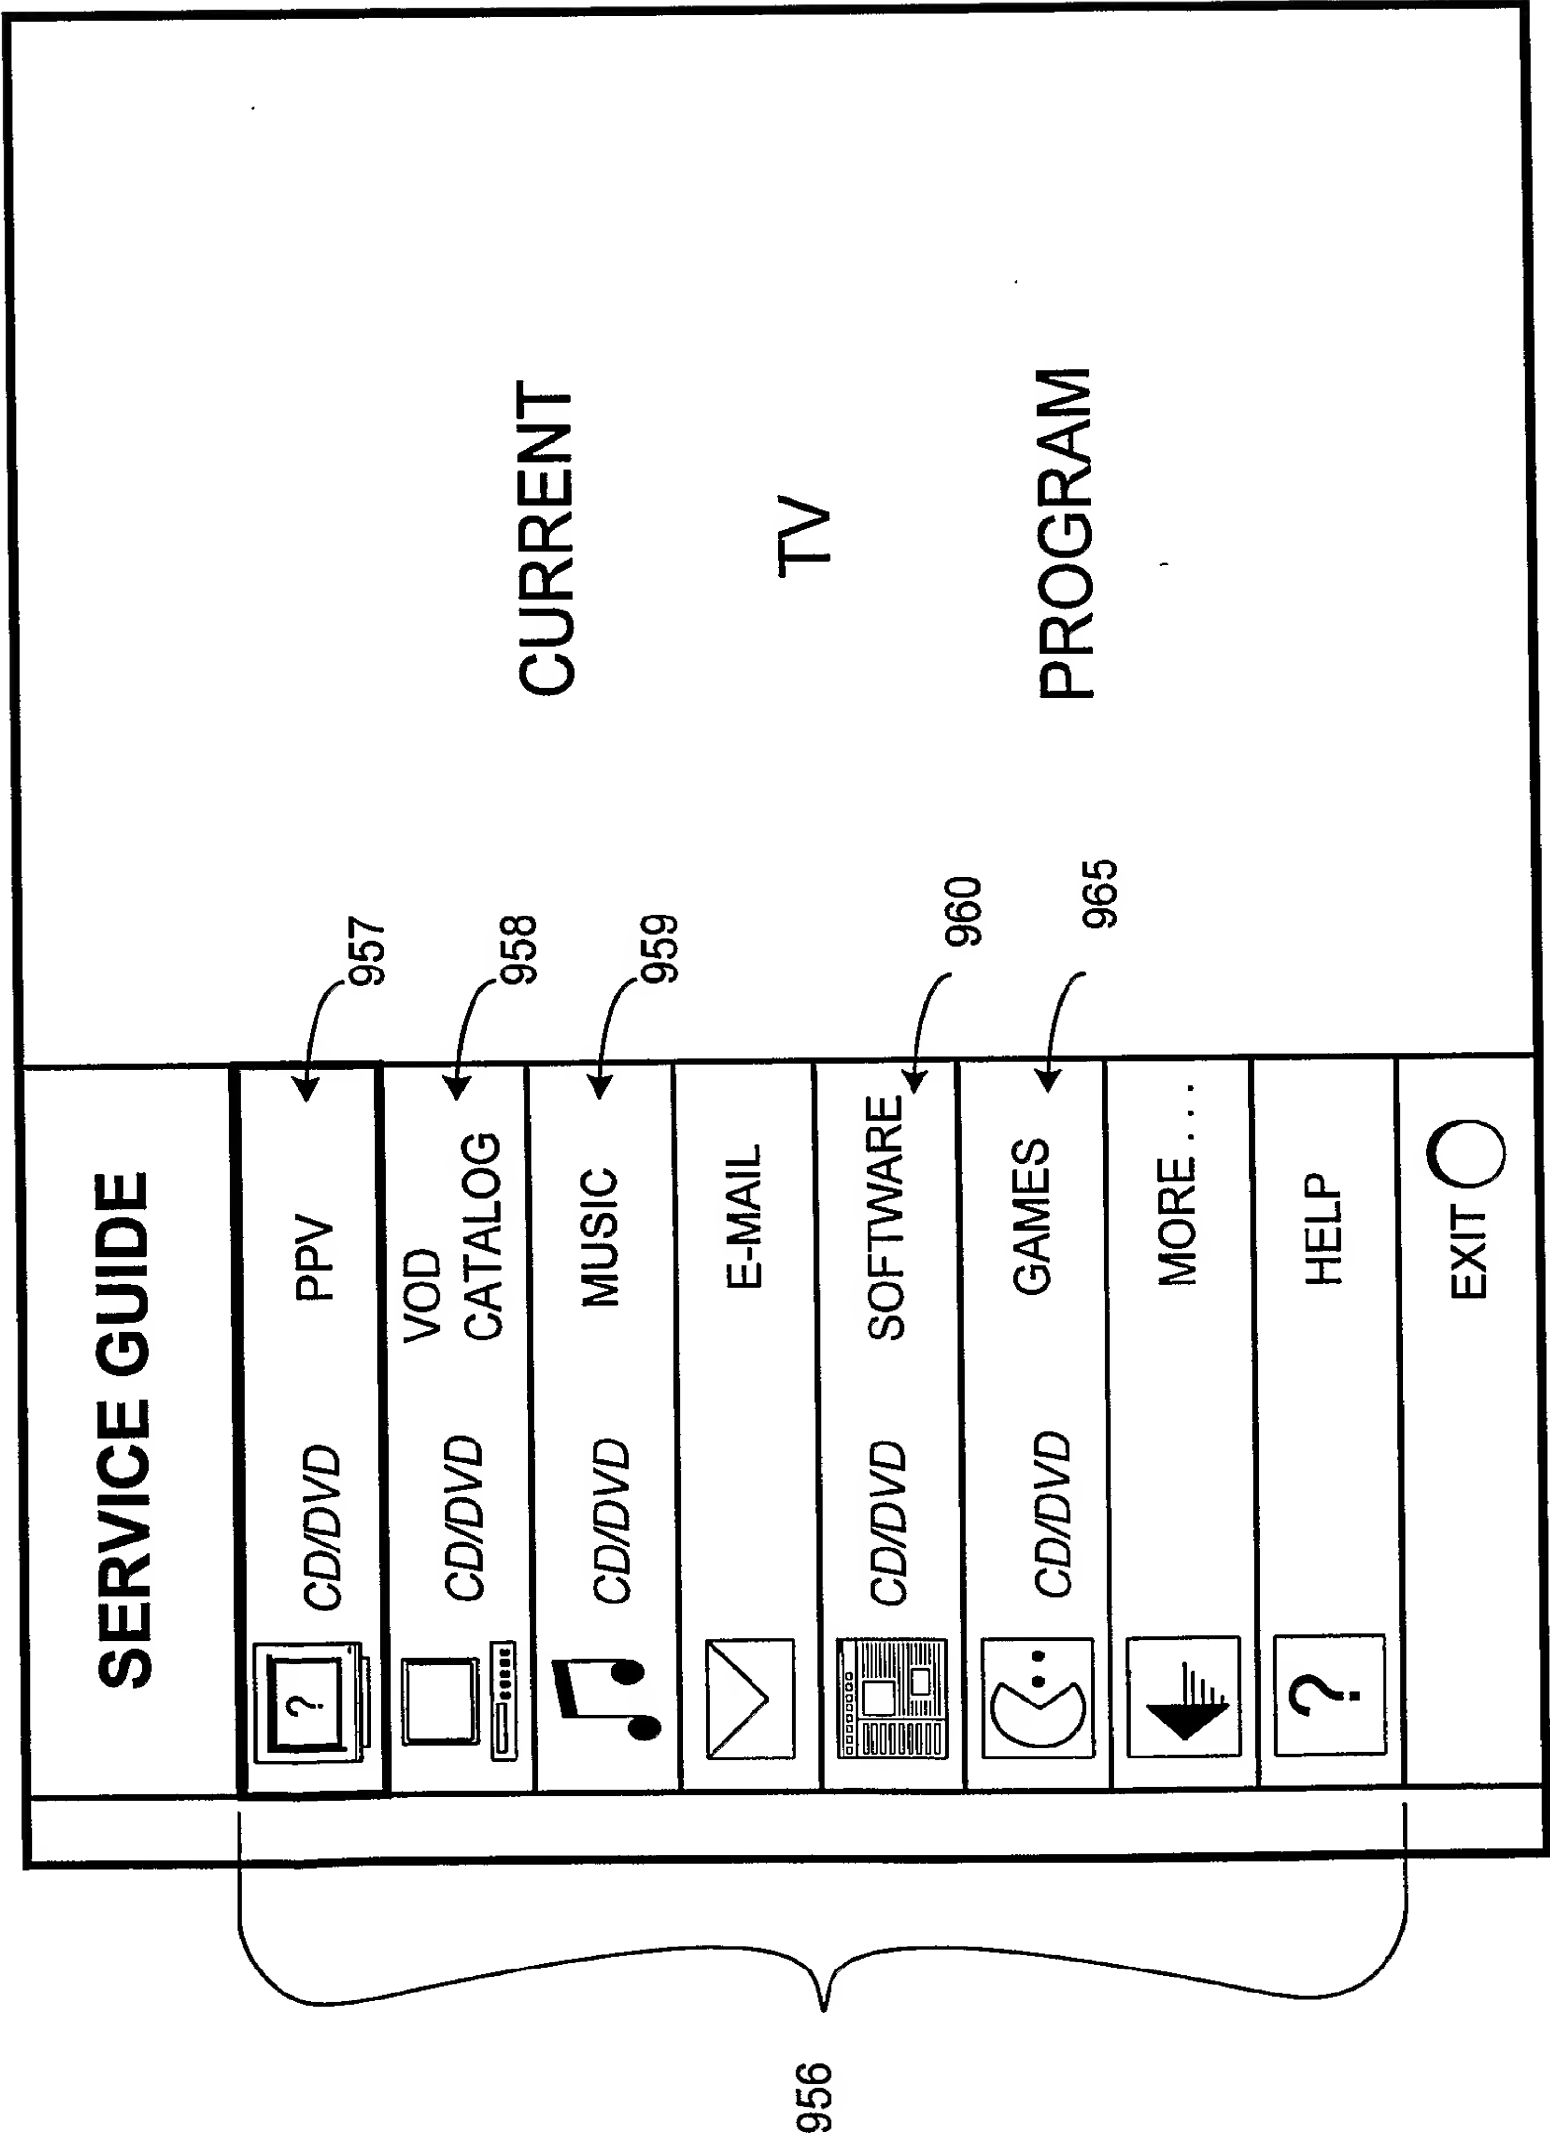 SERVICE GUIDE
CD/DVD PPV
957
CD/DVD VOD
CATALOG
958
CD/DVD MUSIC
959
E-MAIL
CD/DVD SOFTWARE
960
CD/DVD GAMES
965
MORE....
? HELP
EXIT
?
CURRENT
TV
PROGRAM
956